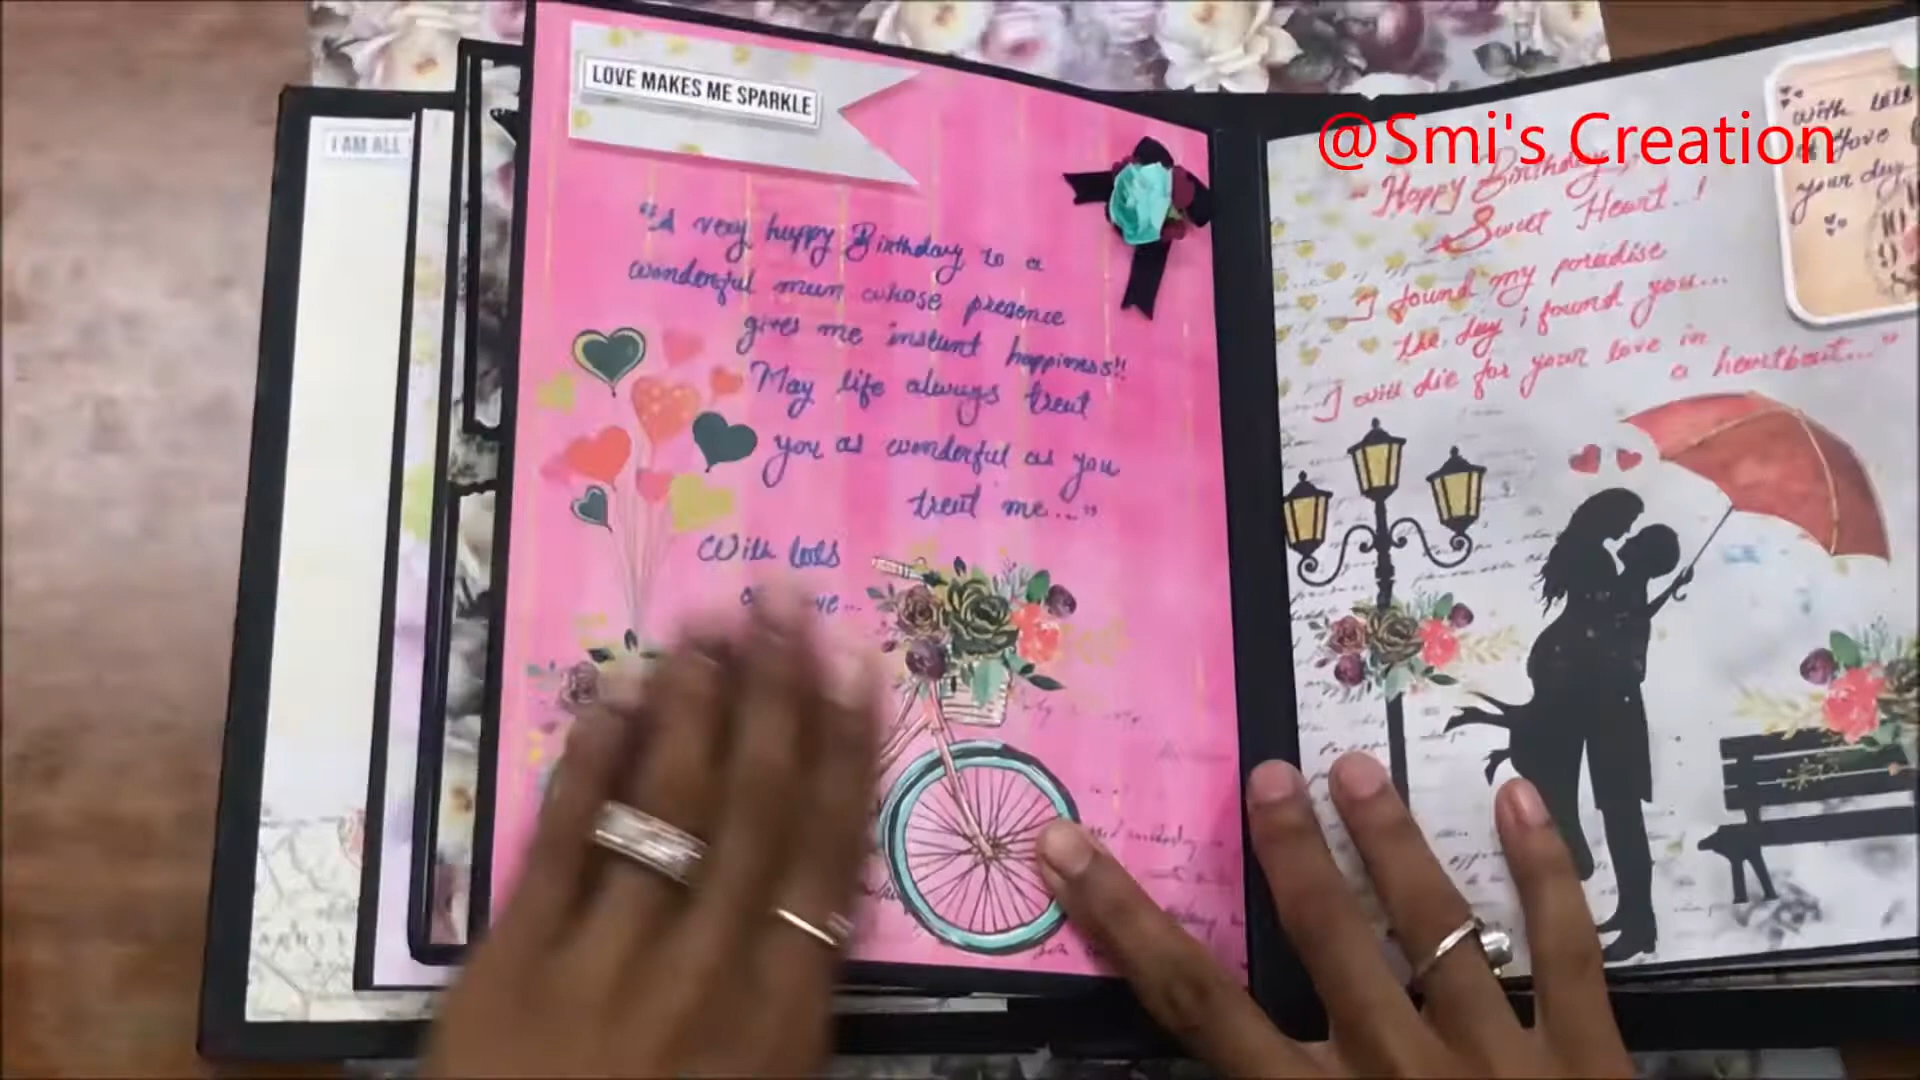 LOVE MAKES ME SPARKLE
I AM ALL
"A very happy Birthday to a
wonderful man whose presence
gives me instant happiness!!
May life always treat
you as wonderful as you
treat me..."
With lots
@Smi's Creation
"Happy Birthday,
Sweet Heart..!
I found my paradise
the day i found you...
I will die for your love in
a heartbeat..."
With lots
of love
your day